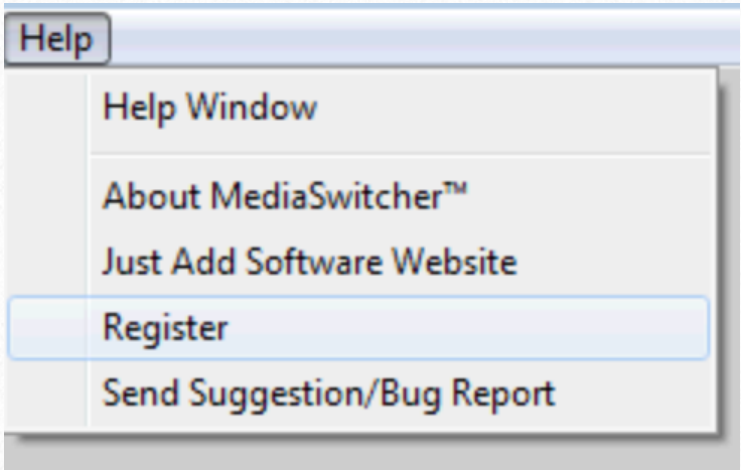 Help
Help Window
About MediaSwitcher™
Just Add Software Website
Register
Send Suggestion/Bug Report